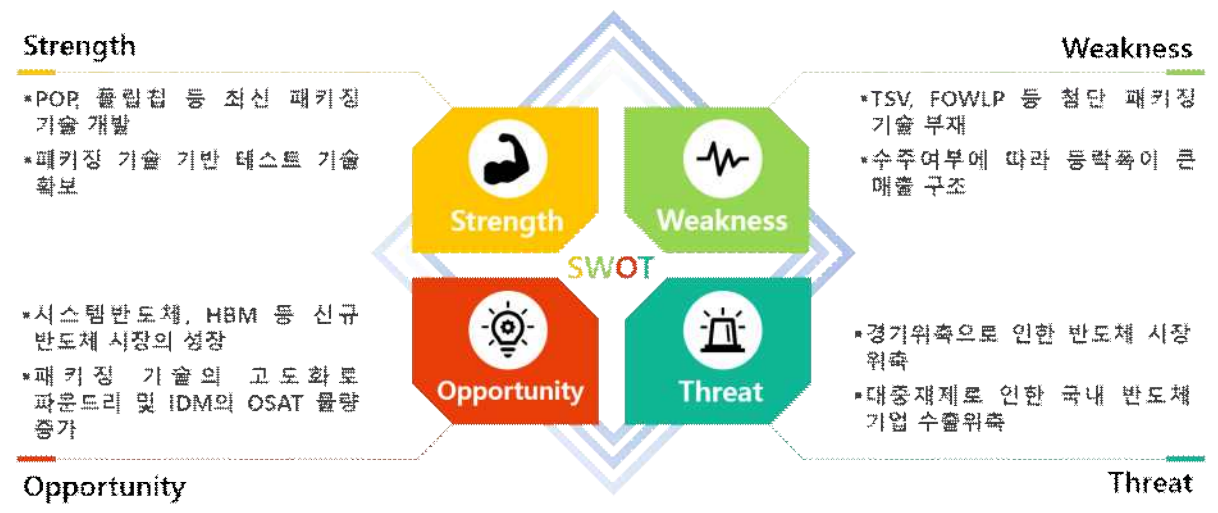 Strength
*POP, 플립칩 등 최신 패키징
기술 개발
*패키징 기술 기반 테스트 기술
확보
Weakness
*TSV, FOWLP 등 첨단 패키징
기술 부재
*수주여부에 따라 등락폭이 큰
매출 구조
Strength
Weakness
SWOT
Opportunity
Threat
*시스템반도체, HBM 등 신규
반도체 시장의 성장
*패키징 기술의 고도화로
파운드리 및 IDM의 OSAT 물량
증가
Opportunity
*경기위축으로 인한 반도체 시장
위축
*대중제재로 인한 국내 반도체
기업 수출위축
Threat